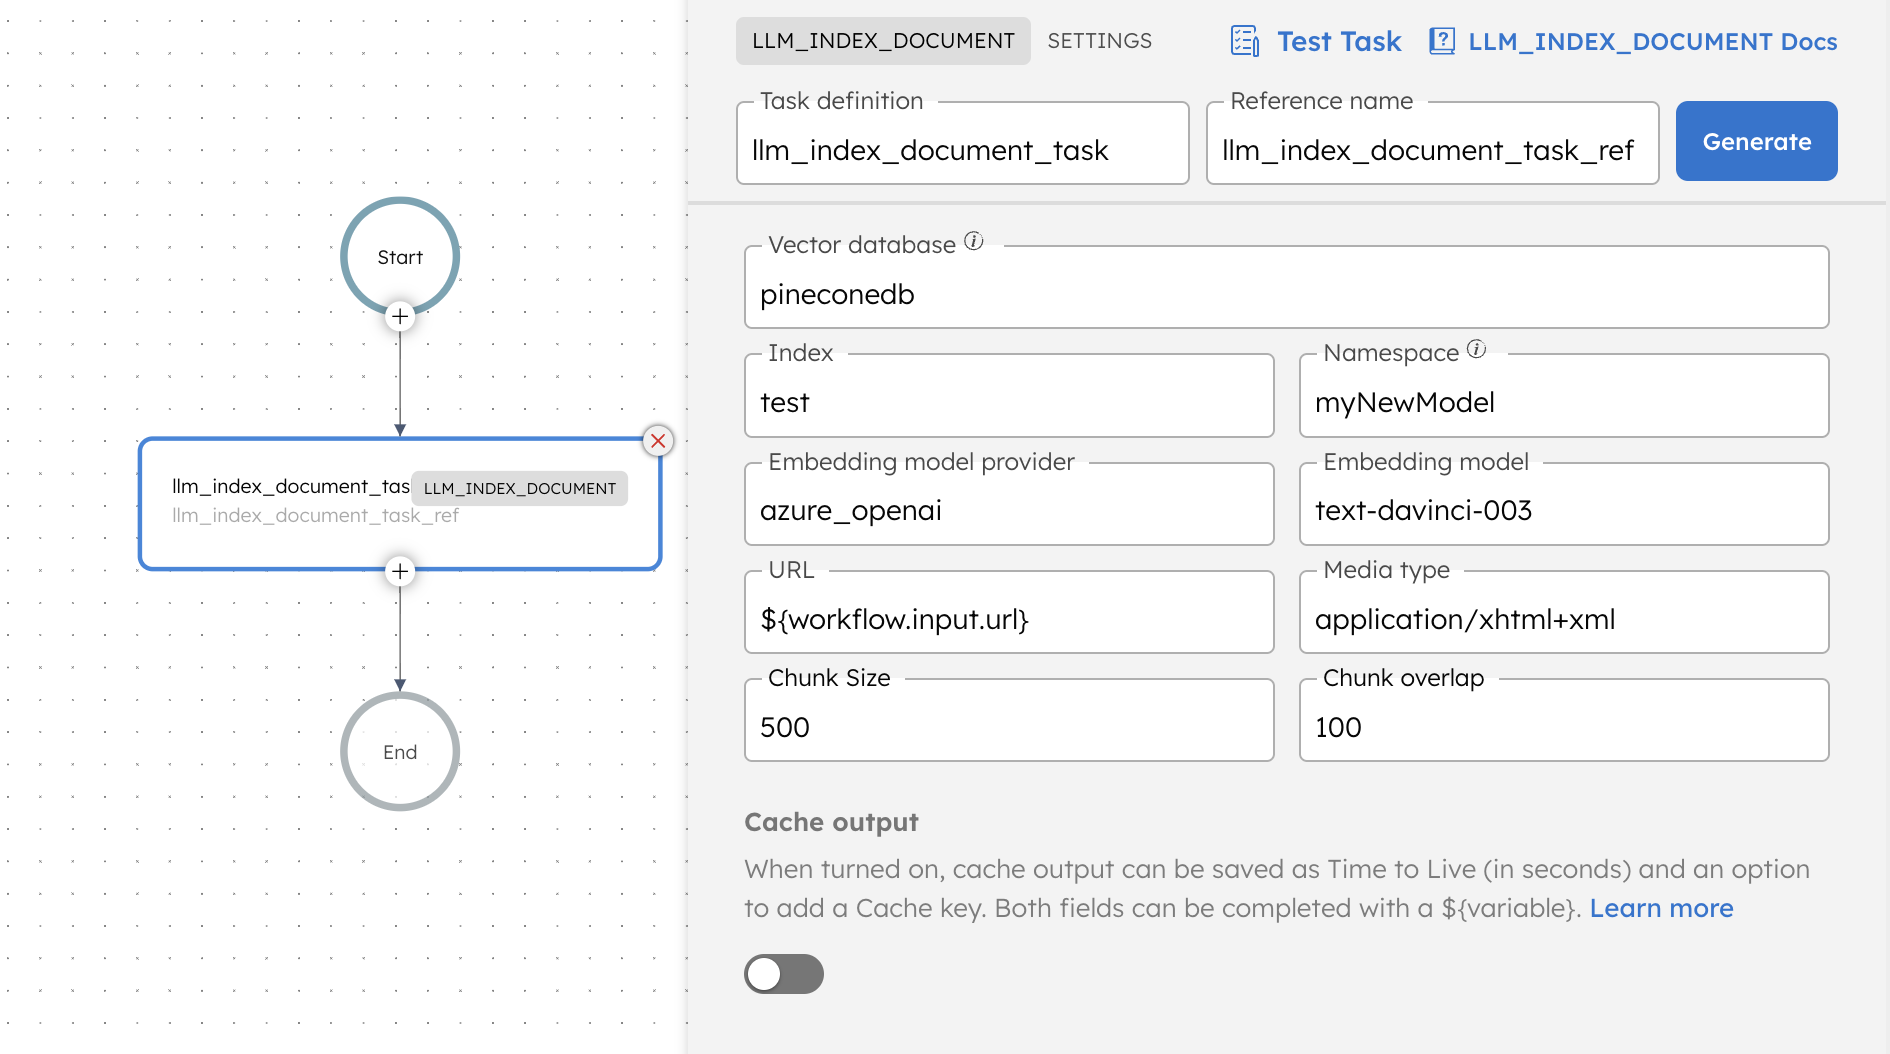 Start
llm_index_document_tas
LLM_INDEX_DOCUMENT
llm_index_document_task_ref
End
LLM_INDEX_DOCUMENT
SETTINGS
Test Task
LLM_INDEX_DOCUMENT Docs
Task definition
llm_index_document_task
Reference name
llm_index_document_task_ref
Generate
Vector database
pineconedb
Index
test
Namespace
myNewModel
Embedding model provider
azure_openai
Embedding model
text-davinci-003
URL
${workflow.input.url}
Media type
application/xhtml+xml
Chunk Size
500
Chunk overlap
100
Cache output
When turned on, cache output can be saved as Time to Live (in seconds) and an option
to add a Cache key. Both fields can be completed with a ${variable}. Learn more